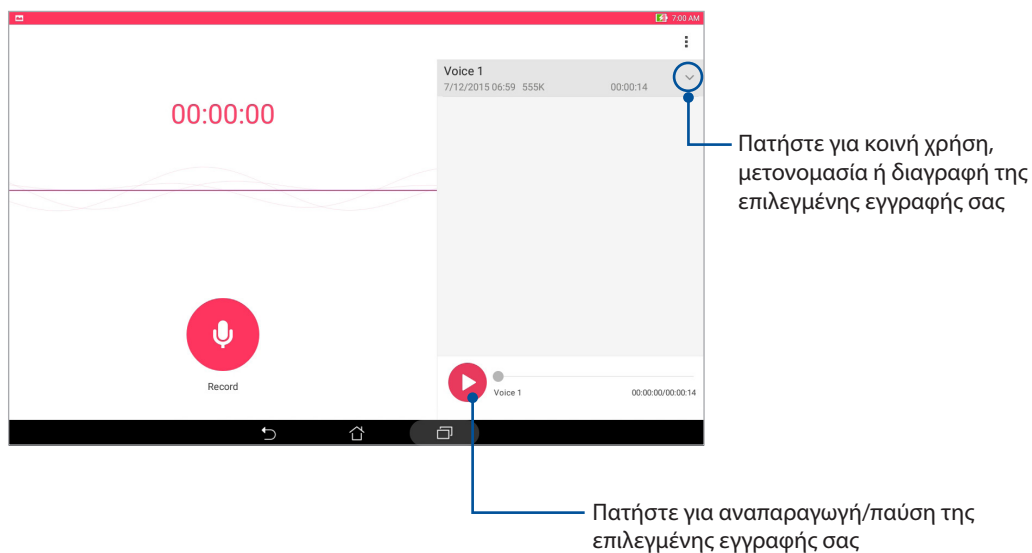 7:00 AM
Voice 1
7/12/2015 06:59 555K 00:00:14
00:00:00
Πατήστε για κοινή χρήση,
μετονομασία ή διαγραφή της
επιλεγμένης εγγραφής σας
Record
Voice 1 00:00:00/00:00:14
Πατήστε για αναπαραγωγή/παύση της
επιλεγμένης εγγραφής σας